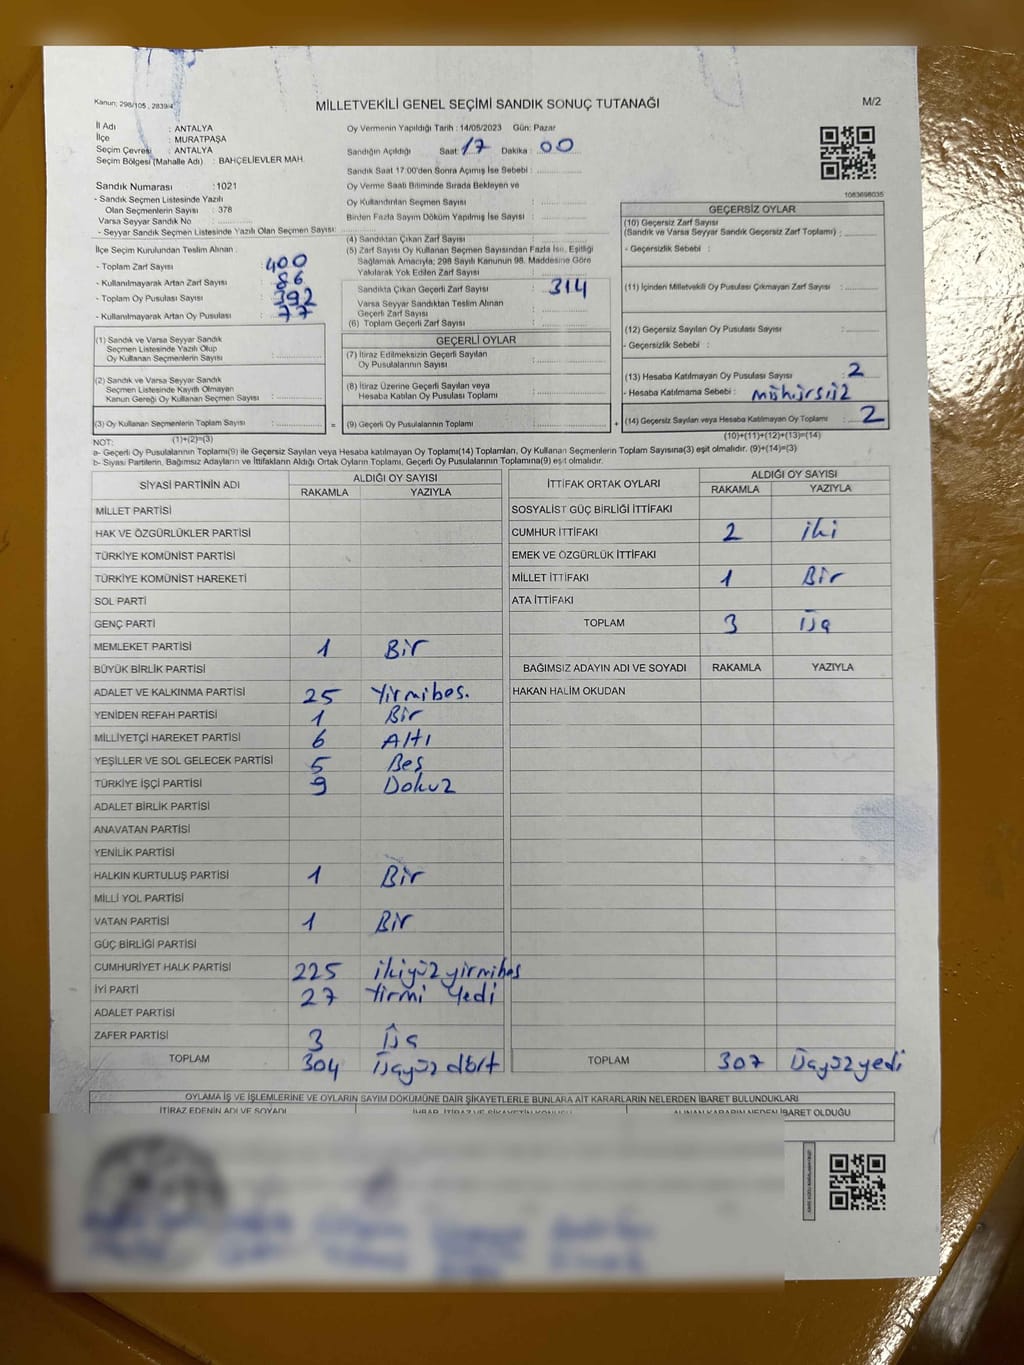 Kanun: 298/105 , 2839/4
MİLLETVEKİLİ GENEL SEÇİMİ SANDIK SONUÇ TUTANAĞI
M/2
İl Adı : ANTALYA
İlçe : MURATPAŞA
Seçim Çevresi : ANTALYA
Seçim Bölgesi (Mahalle Adı) : BAHÇELİEVLER MAH.
Oy Vermenin Yapıldığı Tarih : 14/05/2023 Gün: Pazar
Sandığın Açıldığı Saat: 17 Dakika : 00
Sandık Saat 17:00'den Sonra Açımış İse Sebebi :
Oy Verme Saati Bitiminde Sırada Bekleyen ve
Oy Kullandırılan Seçmen Sayısı :
Birden Fazla Sayım Döküm Yapılmış İse Sayısı :
1083698035
Sandık Numarası : 1021
- Sandık Seçmen Listesinde Yazılı
Olan Seçmenlerin Sayısı : 378
Varsa Seyyar Sandık No :
- Seyyar Sandık Seçmen Listesinde Yazılı Olan Seçmen Sayısı:
İlçe Seçim Kurulundan Teslim Alınan :
- Toplam Zarf Sayısı : 400
- Kullanılmayarak Artan Zarf Sayısı : 86
- Toplam Oy Pusulası Sayısı : 392
- Kullanılmayarak Artan Oy Pusulası : 77
(4) Sandıktan Çıkan Zarf Sayısı :
(5) Zarf Sayısı Oy Kullanan Seçmen Sayısından Fazla İse, Eşitliği
Sağlamak Amacıyla; 298 Sayılı Kanunun 98. Maddesine Göre
Yakılarak Yok Edilen Zarf Sayısı :
Sandıkta Çıkan Geçerli Zarf Sayısı : 314
Varsa Seyyar Sandıktan Teslim Alınan
Geçerli Zarf Sayısı :
(6) Toplam Geçerli Zarf Sayısı :
GEÇERSİZ OYLAR
(10) Geçersiz Zarf Sayısı
(Sandık ve Varsa Seyyar Sandık Geçersiz Zarf Toplamı) :
- Geçersizlik Sebebi :
(11) İçinden Milletvekili Oy Pusulası Çıkmayan Zarf Sayısı :
(12) Geçersiz Sayılan Oy Pusulası Sayısı :
- Geçersizlik Sebebi :
(13) Hesaba Katılmayan Oy Pusulası Sayısı : 2
- Hesaba Katılmama Sebebi : mühürsüz
(14) Geçersiz Sayılan veya Hesaba Katılmayan Oy Toplamı : 2
(10)+(11)+(12)+(13)=(14)
(1) Sandık ve Varsa Seyyar Sandık
Seçmen Listesinde Yazılı Olup
Oy Kullanan Seçmenlerin Sayısı :
(2) Sandık ve Varsa Seyyar Sandık
Seçmen Listesinde Kayıtlı Olmayan
Kanun Gereği Oy Kullanan Seçmen Sayısı :
(3) Oy Kullanan Seçmenlerin Toplam Sayısı :
(1)+(2)=(3)
=
GEÇERLİ OYLAR
(7) İtiraz Edilmeksizin Geçerli Sayılan
Oy Pusulalarının Sayısı :
(8) İtiraz Üzerine Geçerli Sayılan veya
Hesaba Katılan Oy Pusulası Toplamı :
(9) Geçerli Oy Pusulalarının Toplamı :
+
NOT:
a- Geçerli Oy Pusulalarının Toplamı(9) ile Geçersiz Sayılan veya Hesaba katılmayan Oy Toplamı(14) Toplamları, Oy Kullanan Seçmenlerin Toplam Sayısına(3) eşit olmalıdır. (9)+(14)=(3)
b- Siyasi Partilerin, Bağımsız Adayların ve İttifakların Aldığı Ortak Oyların Toplamı, Geçerli Oy Pusulalarının Toplamına(9) eşit olmalıdır.
SİYASİ PARTİNİN ADI ALDIĞI OY SAYISI
RAKAMLA YAZIYLA
MİLLET PARTİSİ
HAK VE ÖZGÜRLÜKLER PARTİSİ
TÜRKİYE KOMÜNİST PARTİSİ
TÜRKİYE KOMÜNİST HAREKETİ
SOL PARTİ
GENÇ PARTİ
MEMLEKET PARTİSİ 1 Bir
BÜYÜK BİRLİK PARTİSİ
ADALET VE KALKINMA PARTİSİ 25 Yirmibeş.
YENİDEN REFAH PARTİSİ 1 Bir
MİLLİYETÇİ HAREKET PARTİSİ 6 Altı
YEŞİLLER VE SOL GELECEK PARTİSİ 5 Beş
TÜRKİYE İŞÇİ PARTİSİ 9 Dokuz
ADALET BİRLİK PARTİSİ
ANAVATAN PARTİSİ
YENİLİK PARTİSİ
HALKIN KURTULUŞ PARTİSİ 1 Bir
MİLLİ YOL PARTİSİ
VATAN PARTİSİ 1 Bir
GÜÇ BİRLİĞİ PARTİSİ
CUMHURİYET HALK PARTİSİ 225 ikiyüzyirmibeş
İYİ PARTİ 27 Yirmi Yedi
ADALET PARTİSİ
ZAFER PARTİSİ 3 Üç
TOPLAM 304 Üçyüz dört
İTTİFAK ORTAK OYLARI ALDIĞI OY SAYISI
RAKAMLA YAZIYLA
SOSYALİST GÜÇ BİRLİĞİ İTTİFAKI
CUMHUR İTTİFAKI 2 iki
EMEK VE ÖZGÜRLÜK İTTİFAKI
MİLLET İTTİFAKI 1 Bir
ATA İTTİFAKI
TOPLAM 3 Üç
BAĞIMSIZ ADAYIN ADI VE SOYADI RAKAMLA YAZIYLA
HAKAN HALİM OKUDAN
TOPLAM 307 Üçyüzyedi
OYLAMA İŞ VE İŞLEMLERİNE VE OYLARIN SAYIM DÖKÜMÜNE DAİR ŞİKAYETLERLE BUNLARA AİT KARARLARIN NELERDEN İBARET BULUNDUKLARI
İTİRAZ EDENİN ADI VE SOYADI İHBAR, İTİRAZ VE ŞİKAYETİN KONUSU ALINAN KARARIN NEDEN İBARET OLDUĞU